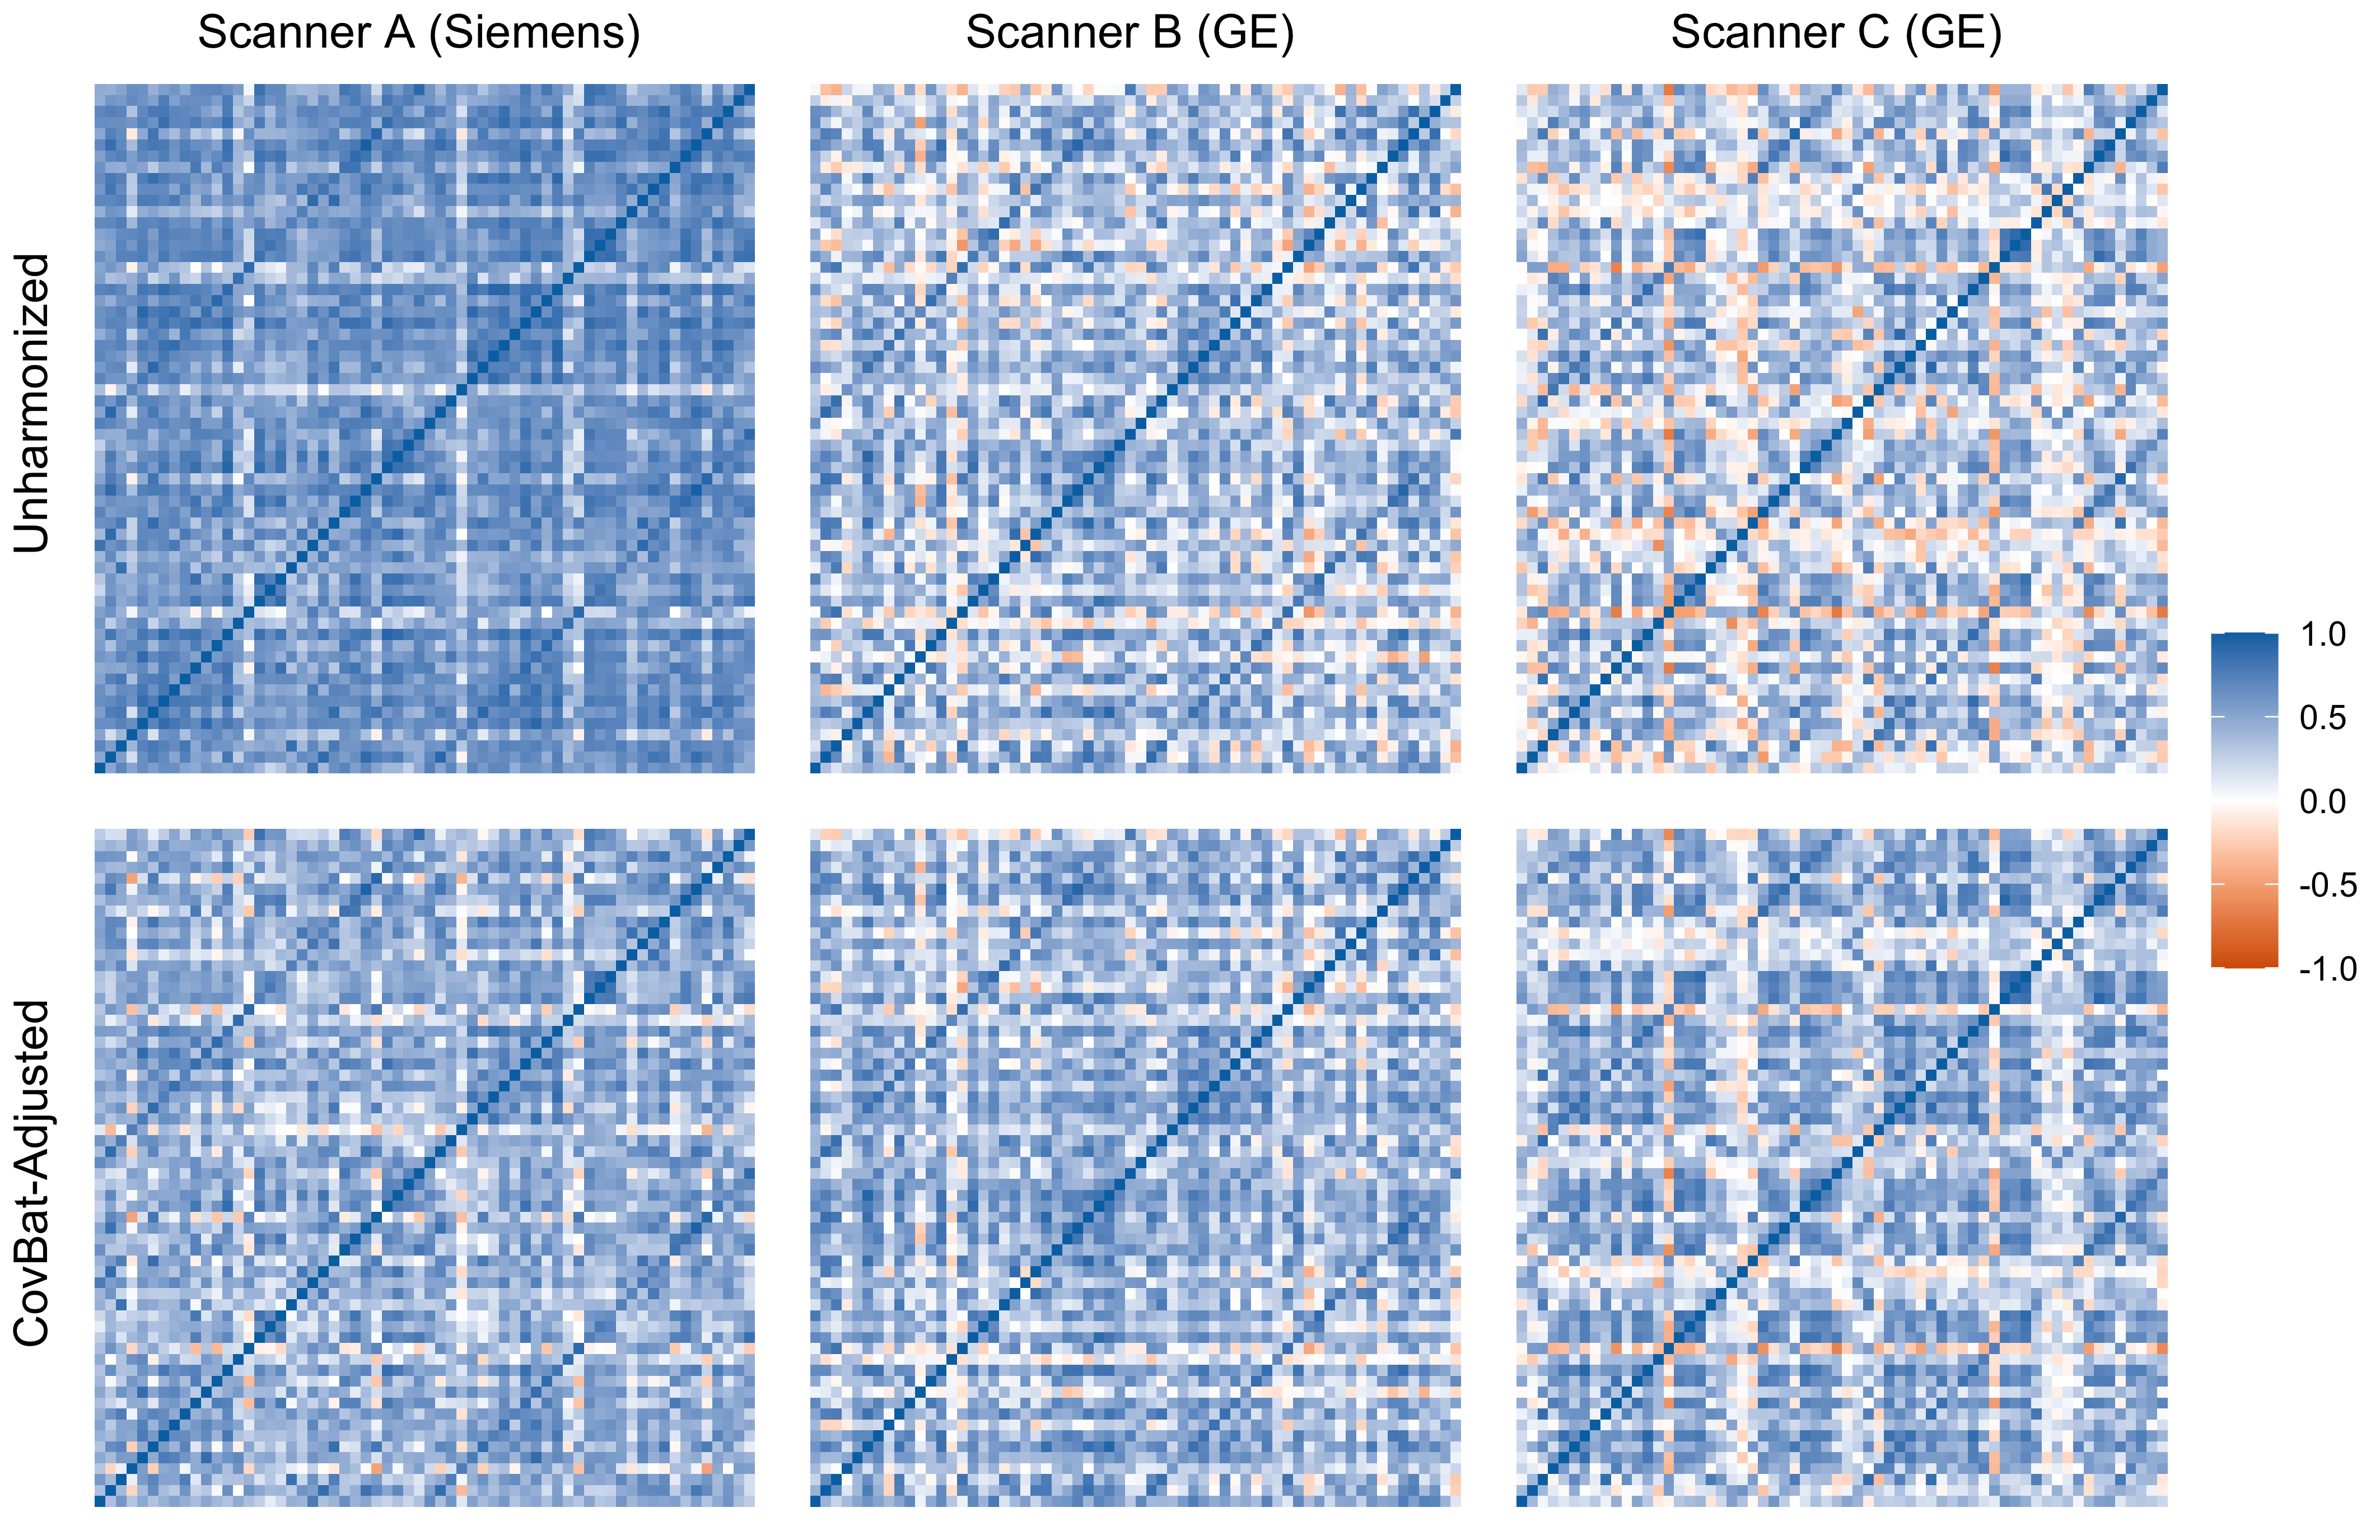 Scanner A (Siemens)
Scanner B (GE)
Scanner C (GE)
Unharmonized
CovBat-Adjusted
1.0
0.5
0.0
-0.5
-1.0